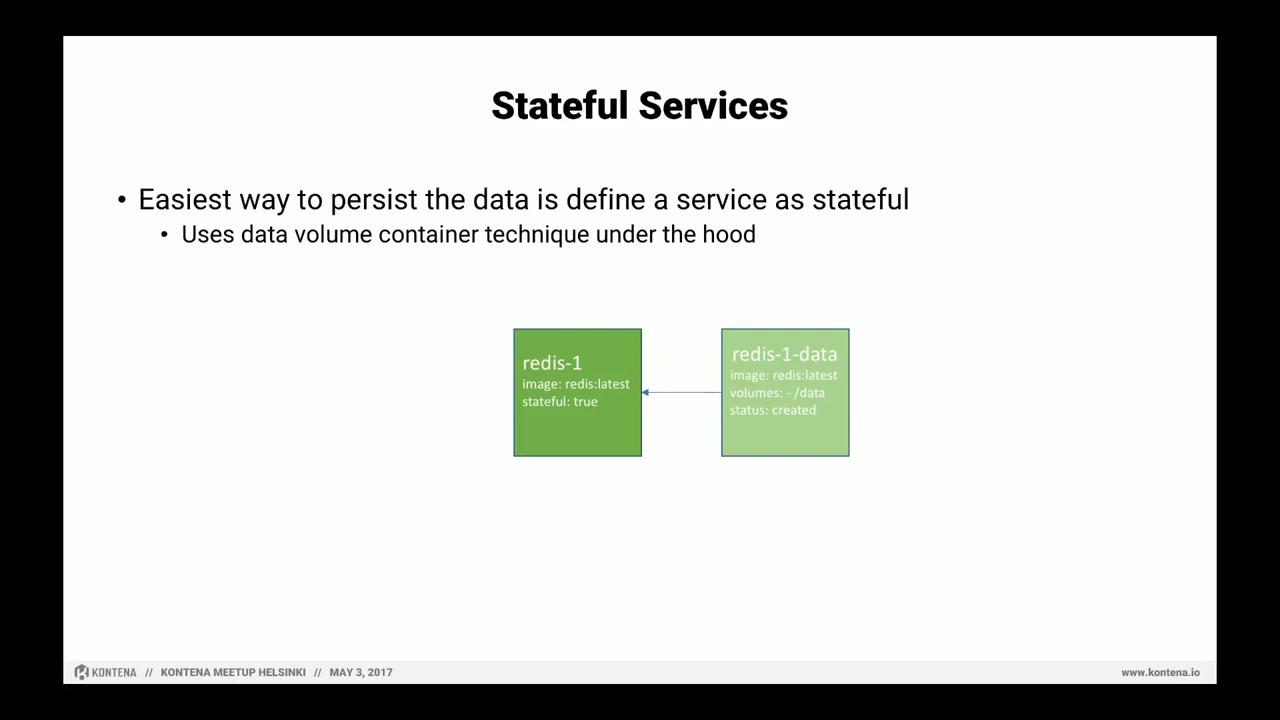 Stateful Services
• Easiest way to persist the data is define a service as stateful
• Uses data volume container technique under the hood
redis-1
image: redis:latest
stateful: true
redis-1-data
image: redis:latest
volumes: - /data
status: created
KONTENA // KONTENA MEETUP HELSINKI // MAY 3, 2017
www.kontena.io